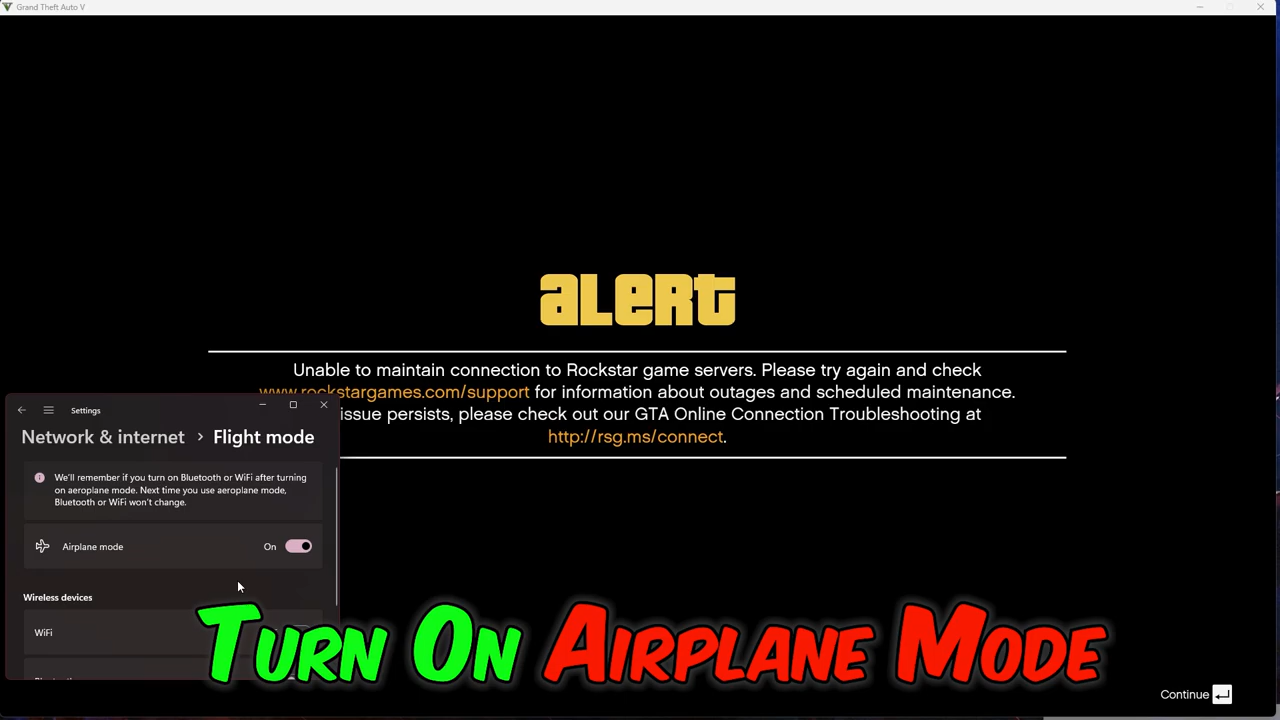 Grand Theft Auto V
aLeRt
Unable to maintain connection to Rockstar game servers. Please try again and check
www.rockstargames.com/support for information about outages and scheduled maintenance.
issue persists, please check out our GTA Online Connection Troubleshooting at
http://rsg.ms/connect.
Settings
Network & internet > Flight mode
We'll remember if you turn on Bluetooth or WiFi after turning
on aeroplane mode. Next time you use aeroplane mode,
Bluetooth or WiFi won't change.
Airplane mode On
Wireless devices
WiFi
Turn On Airplane Mode
Continue